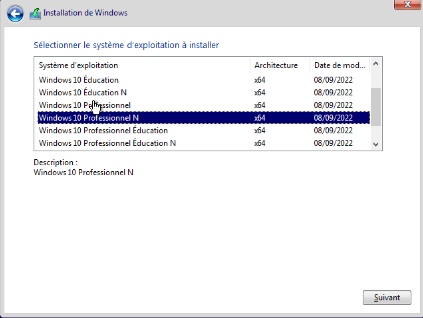 Installation de Windows
Sélectionner le système d'exploitation à installer
Système d'exploitation Architecture Date de mod...
Windows 10 Éducation x64 08/09/2022
Windows 10 Éducation N x64 08/09/2022
Windows 10 Professionnel x64 08/09/2022
Windows 10 Professionnel N x64 08/09/2022
Windows 10 Professionnel Éducation x64 08/09/2022
Windows 10 Professionnel Éducation N x64 08/09/2022
Description :
Windows 10 Professionnel N
Suivant